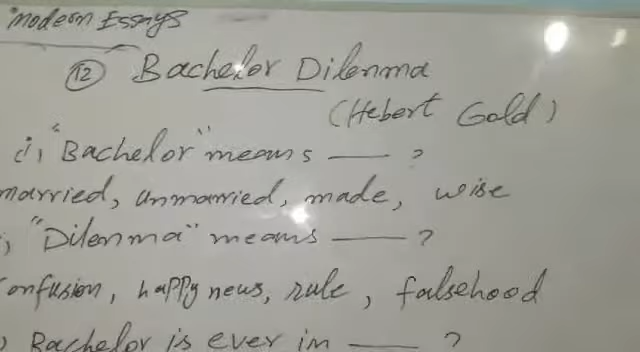 Modern Essays
12 Bachelor Dilemma
(Hebert Gold)
i) "Bachelor" means ___ ?
married, unmarried, made, wise
"Dilemma" means ___ ?
onfusion, happy news, rule, falsehood
) Bachelor is ever in ___ ?